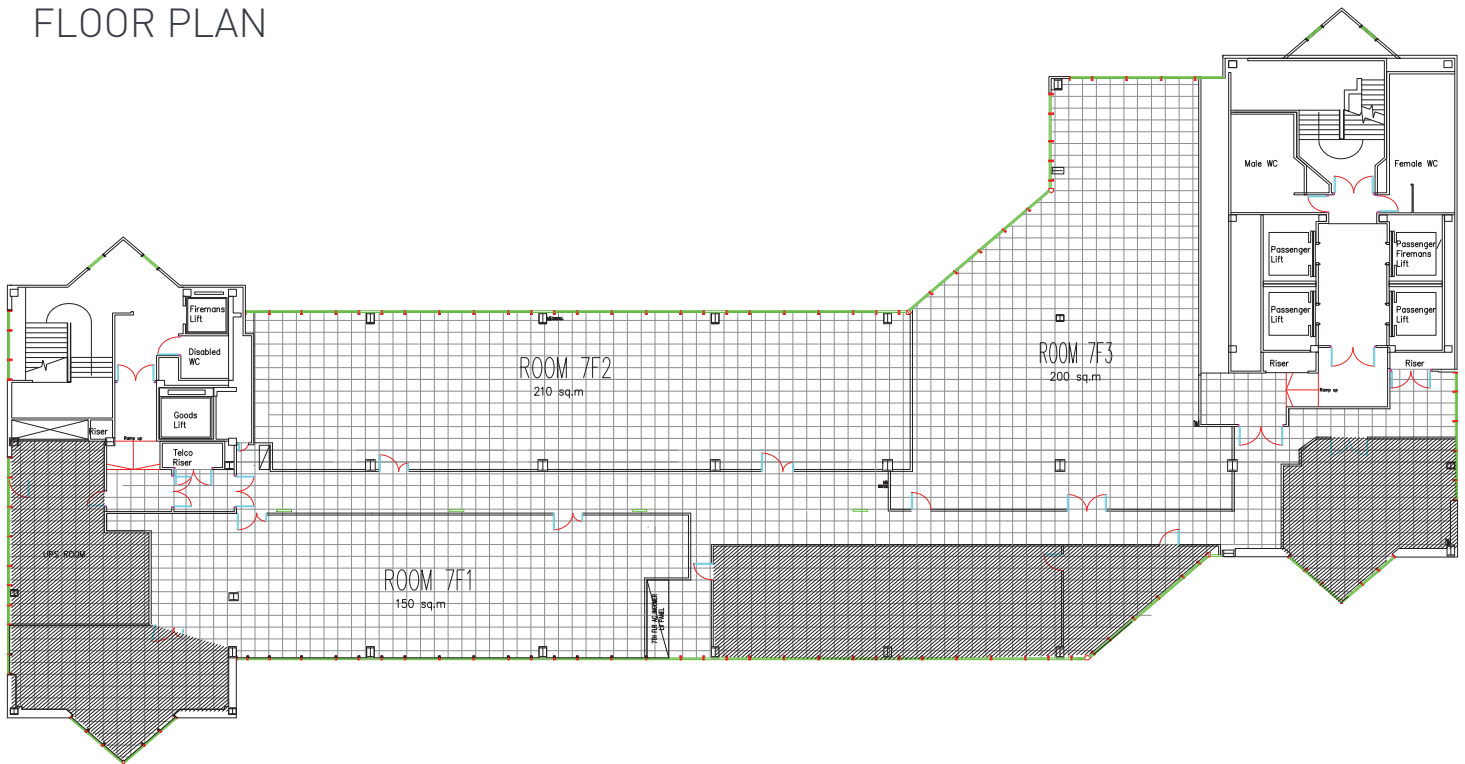 FLOOR PLAN
Male WC
Female WC
Passenger
Lift
Passenger
Firemans
Lift
Passenger
Lift
Passenger
Lift
Riser
Riser
Ramp up
Firemans
Lift
Disabled
WC
Goods
Lift
Riser
Ramp up
Telco
Riser
ROOM 7F2
210 sq.m
ROOM 7F3
200 sq.m
UPS ROOM
ROOM 7F1
150 sq.m